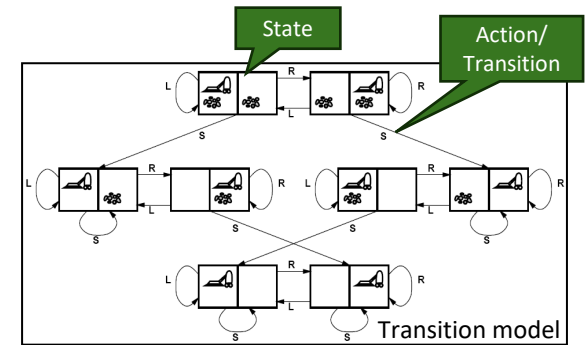 State
Action/
Transition
R
L R
L
S S
R R
L R L R
L L
S S S S
R
L R
L
S S
Transition model